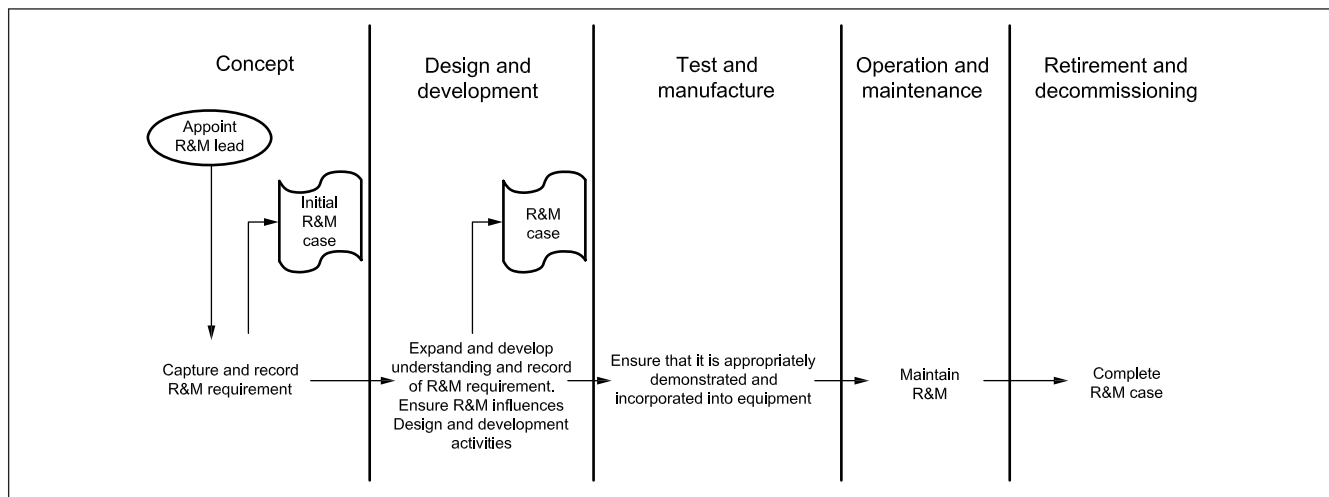 Concept
Design and
development
Test and
manufacture
Operation and
maintenance
Retirement and
decommissioning
Appoint
R&M lead
Initial
R&M
case
R&M
case
Capture and record
R&M requirement
Expand and develop
understanding and record
of R&M requirement.
Ensure R&M influences
Design and development
activities
Ensure that it is appropriately
demonstrated and
incorporated into equipment
Maintain
R&M
Complete
R&M case